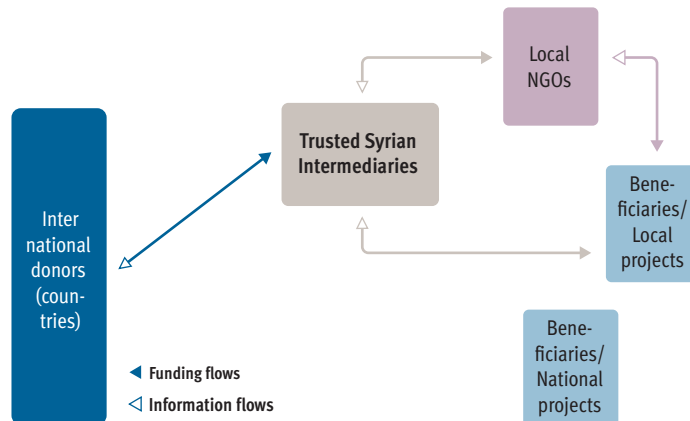 Local
NGOs
Trusted Syrian
Intermediaries
Bene-
ficiaries/
Local
projects
Inter
national
donors
(coun-
tries)
Bene-
ficiaries/
National
projects
Funding flows
Information flows